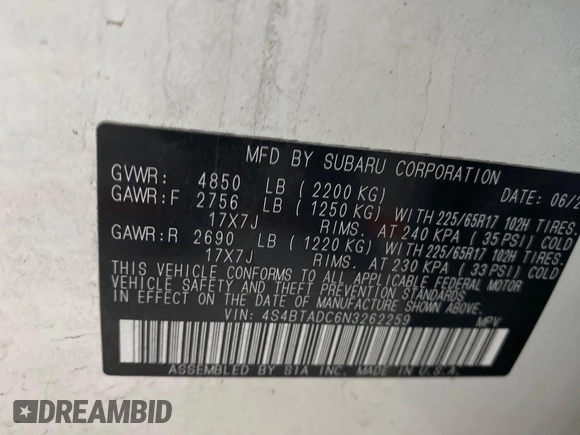 MFD BY SUBARU CORPORATION
GVWR: 4850 LB (2200 KG) DATE: 06/2
GAWR:F 2756 LB (1250 KG) WITH 225/65R17 102H TIRES.
17X7J RIMS. AT 240 KPA (35 PSI) COLD
GAWR:R 2690 LB (1220 KG) WITH 225/65R17 102H TIRES.
17X7J RIMS. AT 230 KPA (33 PSI) COLD
THIS VEHICLE CONFORMS TO ALL APPLICABLE FEDERAL MOTOR
VEHICLE SAFETY AND THEFT PREVENTION STANDARDS IN
EFFECT ON THE DATE OF MANUFACTURE SHOWN ABOVE.
VIN: 4S4BTADC6N3262259 MPV
ASSEMBLED BY SIA INC. MADE IN U.S.A.
DREAMBID